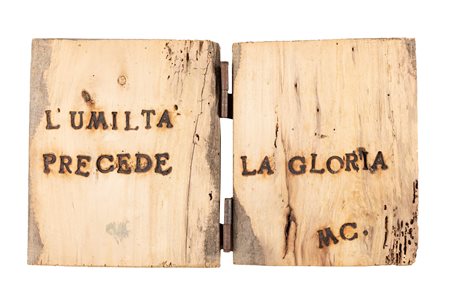 L'UMILTA'
PRECEDE
LA GLORIA
MC.